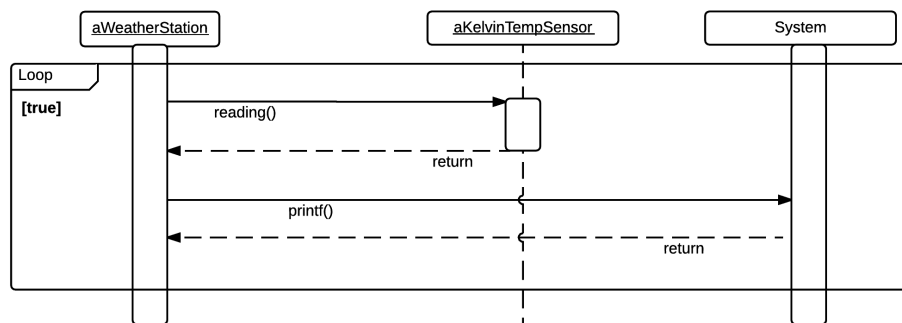 aWeatherStation
aKelvinTempSensor
System
Loop
[true]
reading()
return
printf()
return